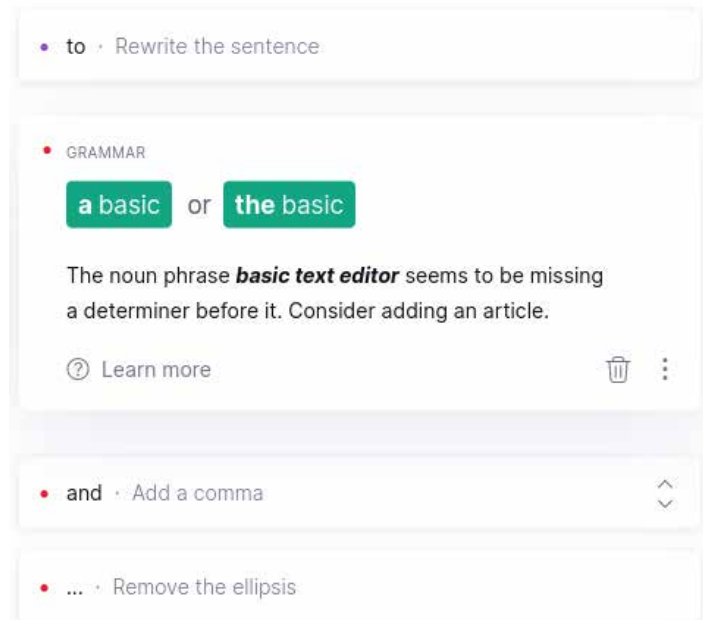 to · Rewrite the sentence
GRAMMAR
a basic or the basic
The noun phrase basic text editor seems to be missing
a determiner before it. Consider adding an article.
Learn more
and · Add a comma
... · Remove the ellipsis